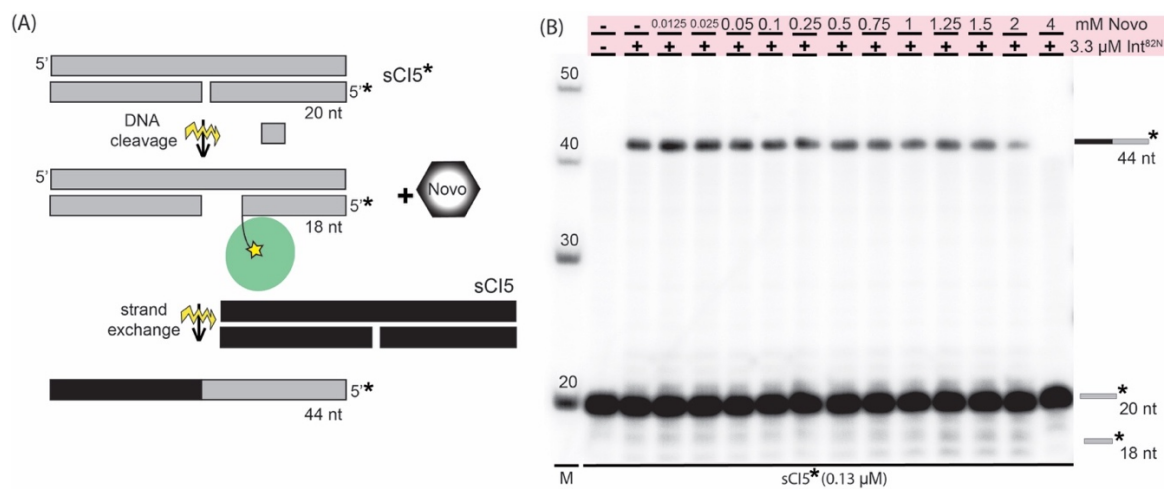 (A)
5' sCI5*
5'*
20 nt
DNA
cleavage
5'
5'* + Novo
18 nt
sCI5
strand
exchange
5'*
44 nt
(B)
- - 0.0125 0.025 0.05 0.1 0.25 0.5 0.75 1 1.25 1.5 2 4 mM Novo
- + + + + + + + + + + + + + 3.3 µM Int82N
50
40
*
44 nt
30
20
*
20 nt
*
18 nt
M sCI5*(0.13 µM)